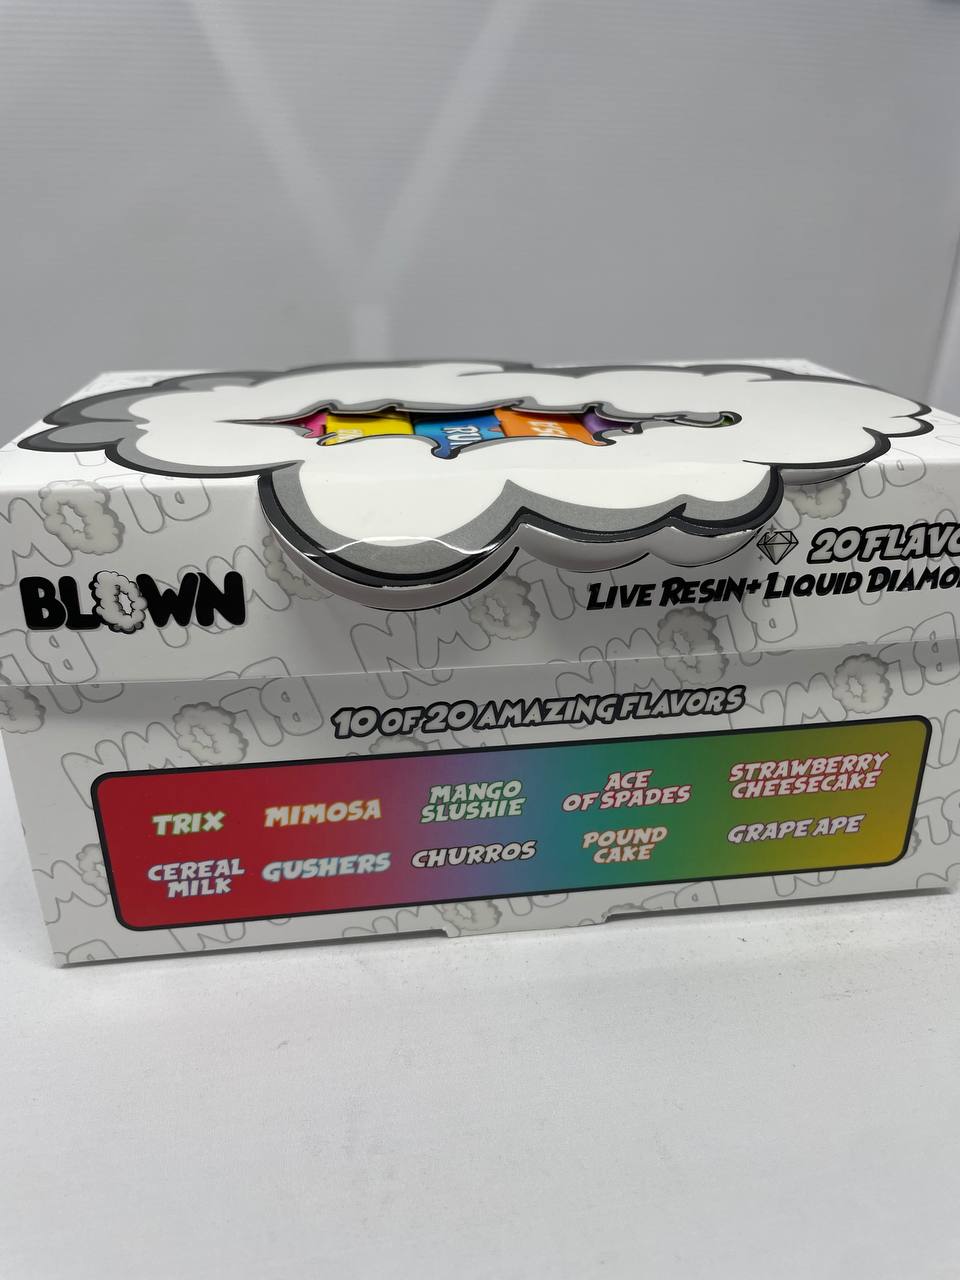 BLOWN
20 FLAVO
LIVE RESIN+LIQUID DIAMO
10 OF 20 AMAZING FLAVORS
TRIX
MIMOSA
MANGO
SLUSHIE
ACE
OF SPADES
STRAWBERRY
CHEESECAKE
CEREAL
MILK
GUSHERS
CHURROS
POUND
CAKE
GRAPE APE